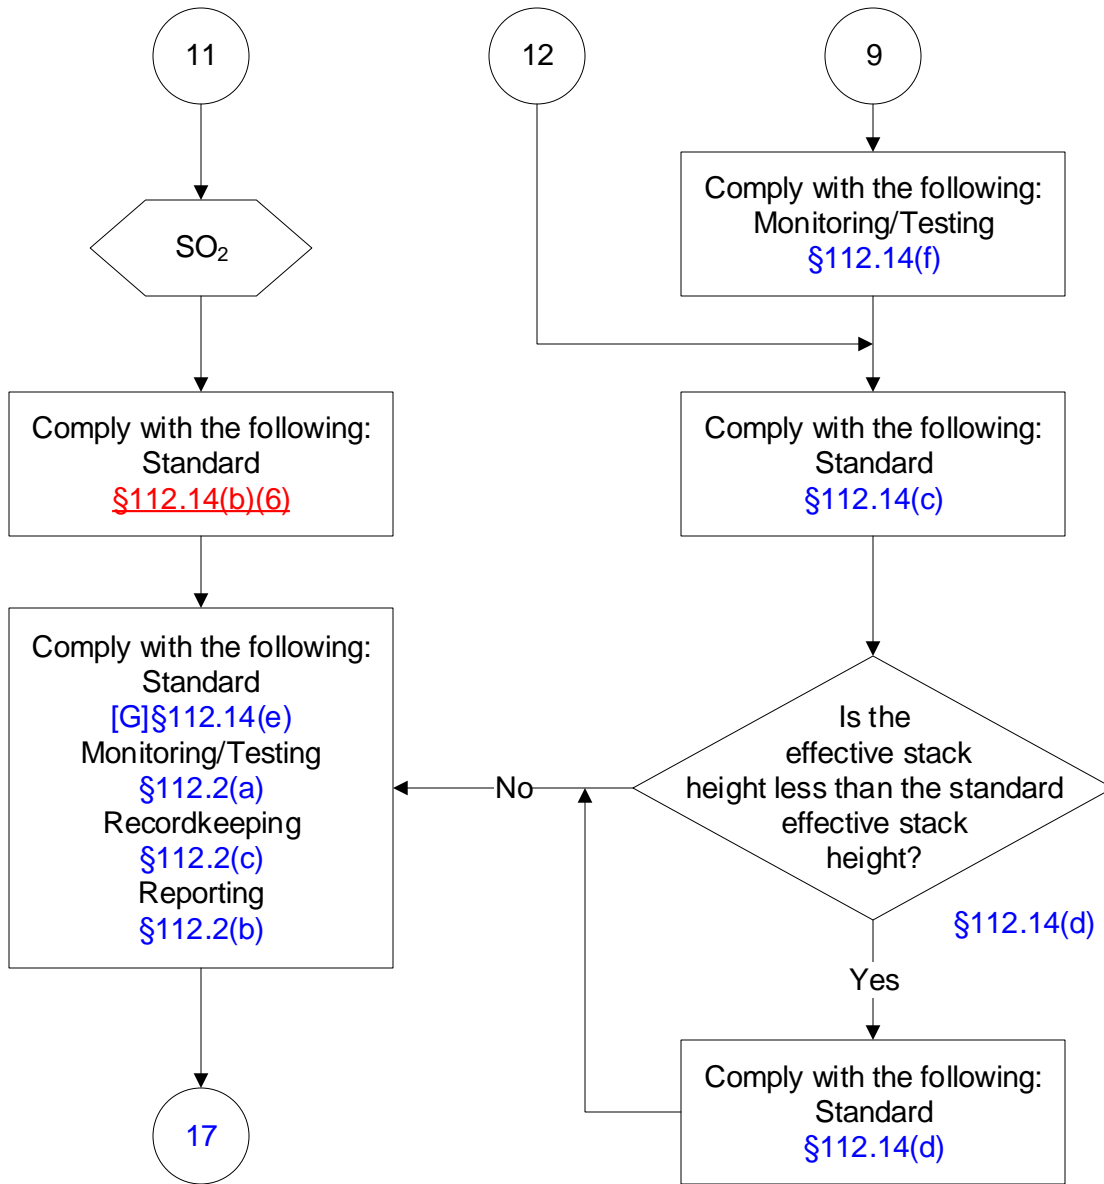 11
12
9
Comply with the following:
Monitoring/Testing
§112.14(f)
SO₂
Comply with the following:
Standard
§112.14(b)(6)
Comply with the following:
Standard
§112.14(c)
Comply with the following:
Standard
[G]§112.14(e)
Monitoring/Testing
§112.2(a)
Recordkeeping
§112.2(c)
Reporting
§112.2(b)
No
Is the
effective stack
height less than the standard
effective stack
height?
§112.14(d)
Yes
Comply with the following:
Standard
§112.14(d)
17